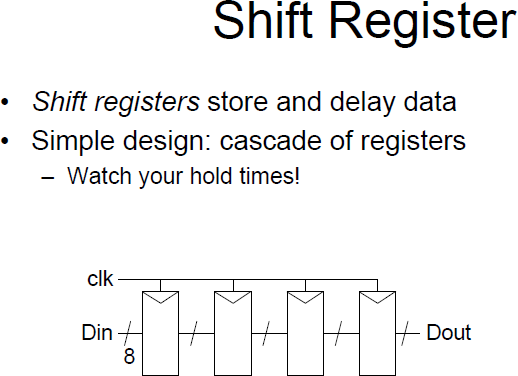 Shift Register
• Shift registers store and delay data
• Simple design: cascade of registers
– Watch your hold times!
clk
Din
8
Dout